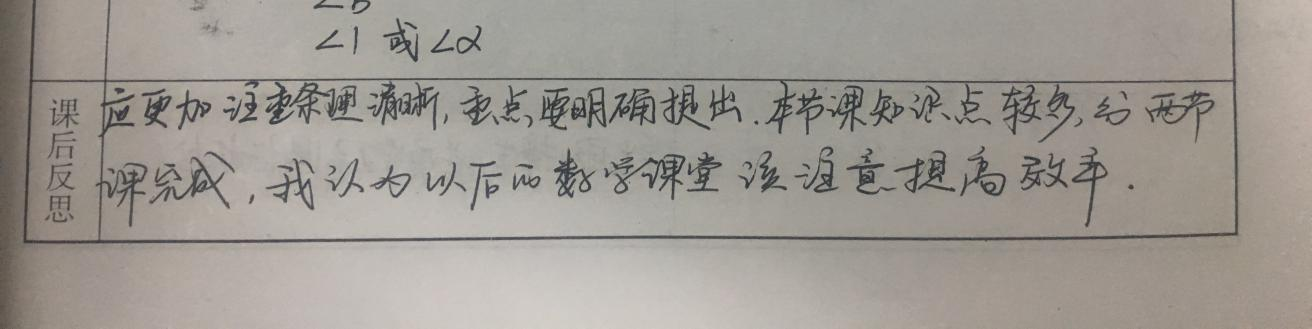 ∠1 或 ∠α
课后反思
应更加注重条理清晰,重点要明确提出.本节课知识点较多,分两节
课完成,我认为以后的数学课堂该注意提高效率.